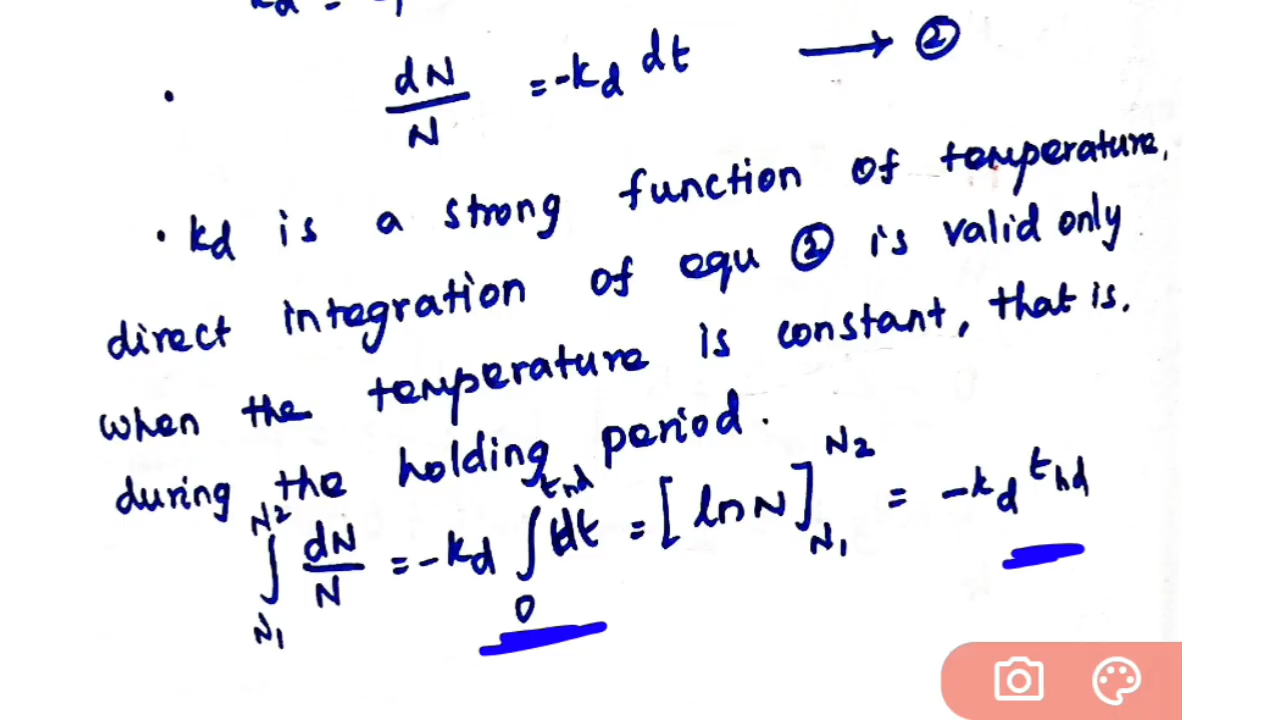 dN/N = -kd dt → ②
• kd is a strong function of temperature,
direct integration of equ ② is valid only
when the temperature is constant, that is.
during the holding period.
∫_{N1}^{N2} dN/N = -kd ∫_{0}^{thd} dt = [ln N]_{N1}^{N2} = -kd thd